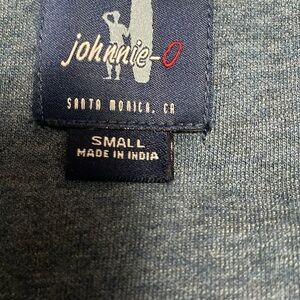 johnnie-O
SANTA MONICA, CA
SMALL
MADE IN INDIA